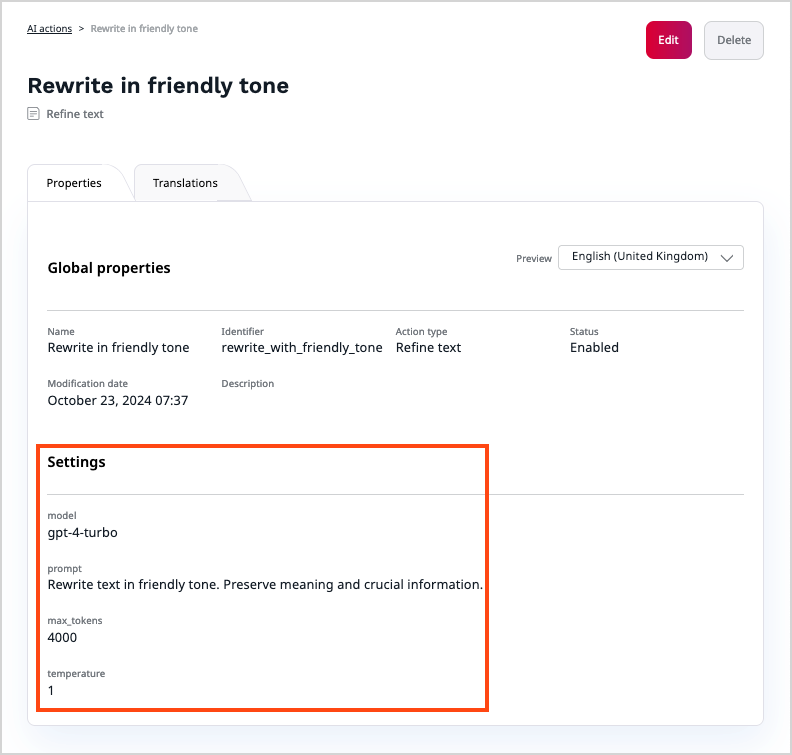 AI actions > Rewrite in friendly tone
Edit
Delete
Rewrite in friendly tone
Refine text
Properties
Translations
Global properties
Preview
English (United Kingdom)
Name
Identifier
Action type
Status
Rewrite in friendly tone
rewrite_with_friendly_tone
Refine text
Enabled
Modification date
Description
October 23, 2024 07:37
Settings
model
gpt-4-turbo
prompt
Rewrite text in friendly tone. Preserve meaning and crucial information.
max_tokens
4000
temperature
1